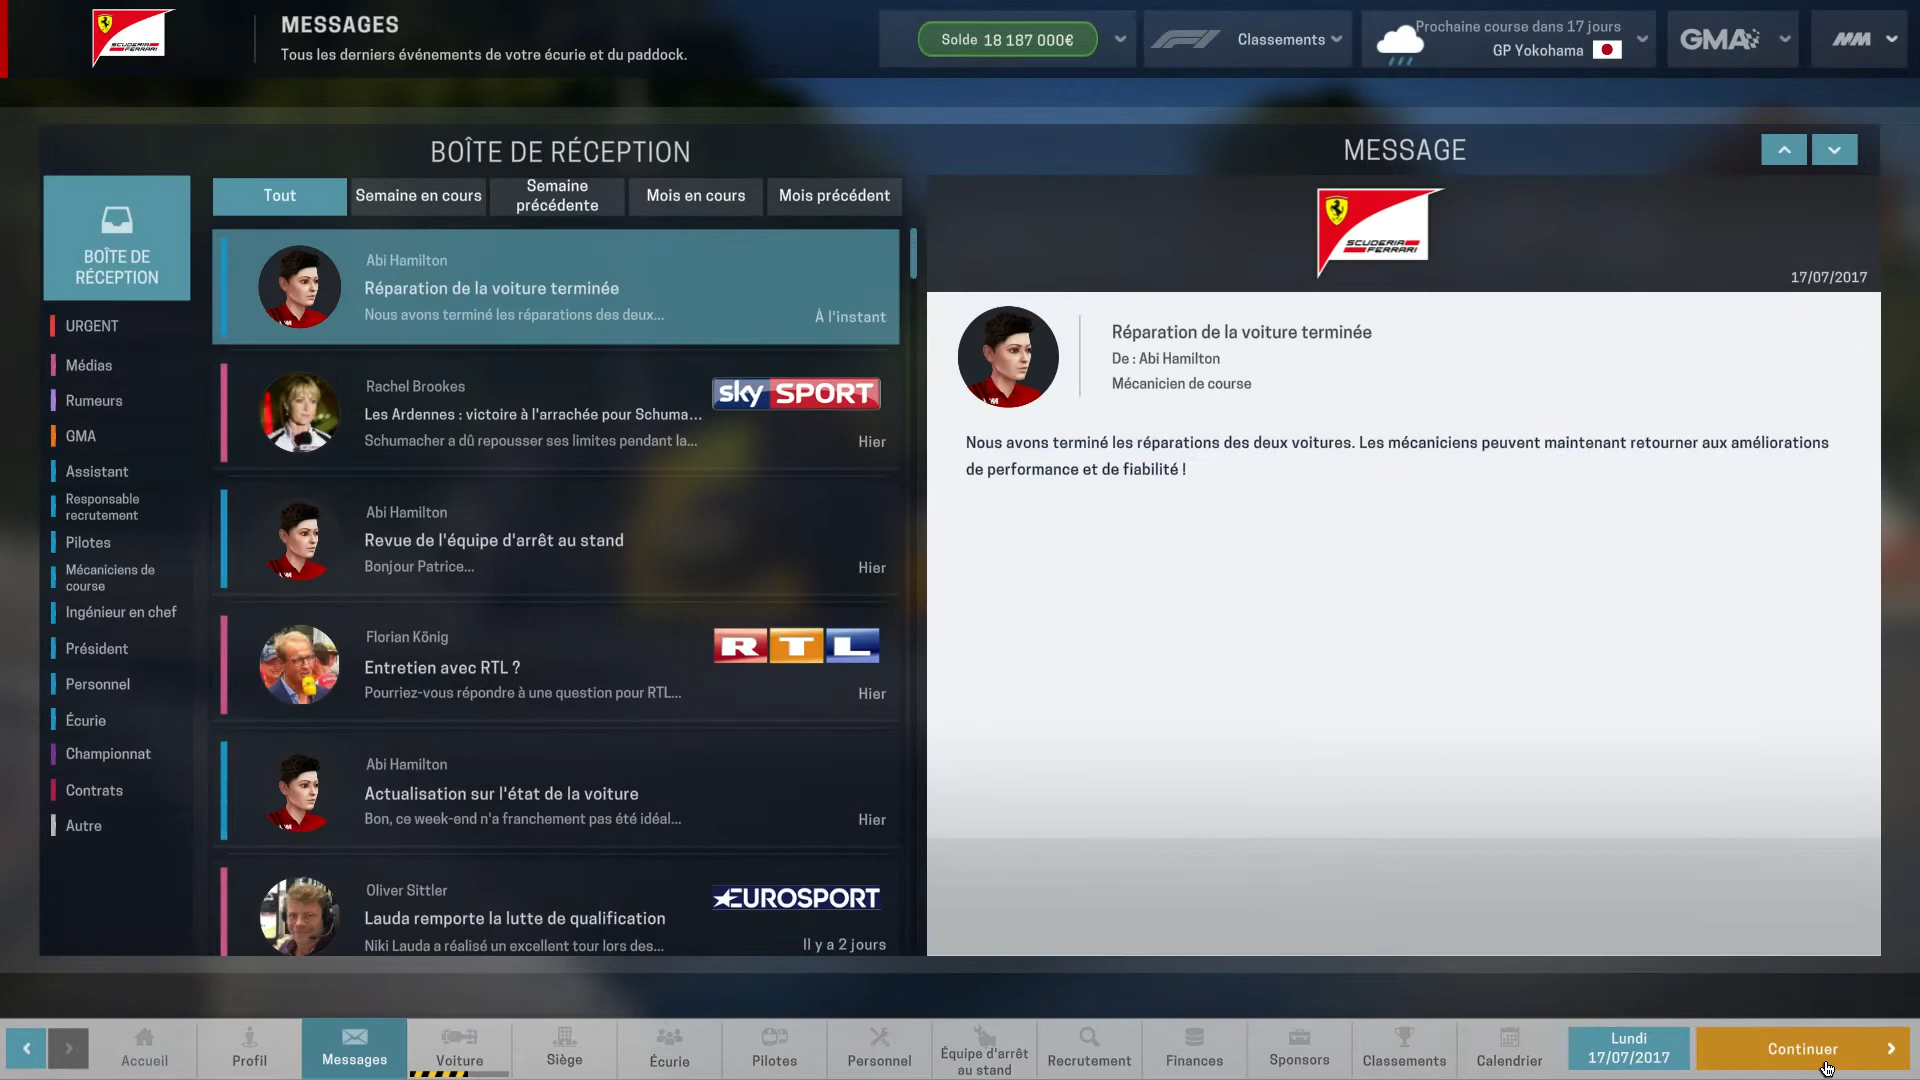 MESSAGES
Tous les derniers événements de votre écurie et du paddock.
SCUDERIA
FERRARI
Solde 18 187 000€
Classements
Prochaine course dans 17 jours
GP Yokohama
GMA
BOÎTE DE RÉCEPTION
BOÎTE DE
RÉCEPTION
URGENT
Médias
Rumeurs
GMA
Assistant
Responsable
recrutement
Pilotes
Mécaniciens de
course
Ingénieur en chef
Président
Personnel
Écurie
Championnat
Contrats
Autre
Tout
Semaine en cours
Semaine
précédente
Mois en cours
Mois précédent
Abi Hamilton
Réparation de la voiture terminée
Nous avons terminé les réparations des deux...
À l'instant
Rachel Brookes
sky SPORT
Les Ardennes : victoire à l'arrachée pour Schuma...
Schumacher a dû repousser ses limites pendant la...
Hier
Abi Hamilton
Revue de l'équipe d'arrêt au stand
Bonjour Patrice...
Hier
Florian König
RTL
Entretien avec RTL ?
Pourriez-vous répondre à une question pour RTL...
Hier
Abi Hamilton
Actualisation sur l'état de la voiture
Bon, ce week-end n'a franchement pas été idéal...
Hier
Oliver Sittler
EUROSPORT
Lauda remporte la lutte de qualification
Niki Lauda a réalisé un excellent tour lors des...
Il y a 2 jours
MESSAGE
SCUDERIA
FERRARI
17/07/2017
Réparation de la voiture terminée
De : Abi Hamilton
Mécanicien de course
Nous avons terminé les réparations des deux voitures. Les mécaniciens peuvent maintenant retourner aux améliorations
de performance et de fiabilité !
Accueil
Profil
Messages
Voiture
Siège
Écurie
Pilotes
Personnel
Équipe d'arrêt
au stand
Recrutement
Finances
Sponsors
Classements
Calendrier
Lundi
17/07/2017
Continuer